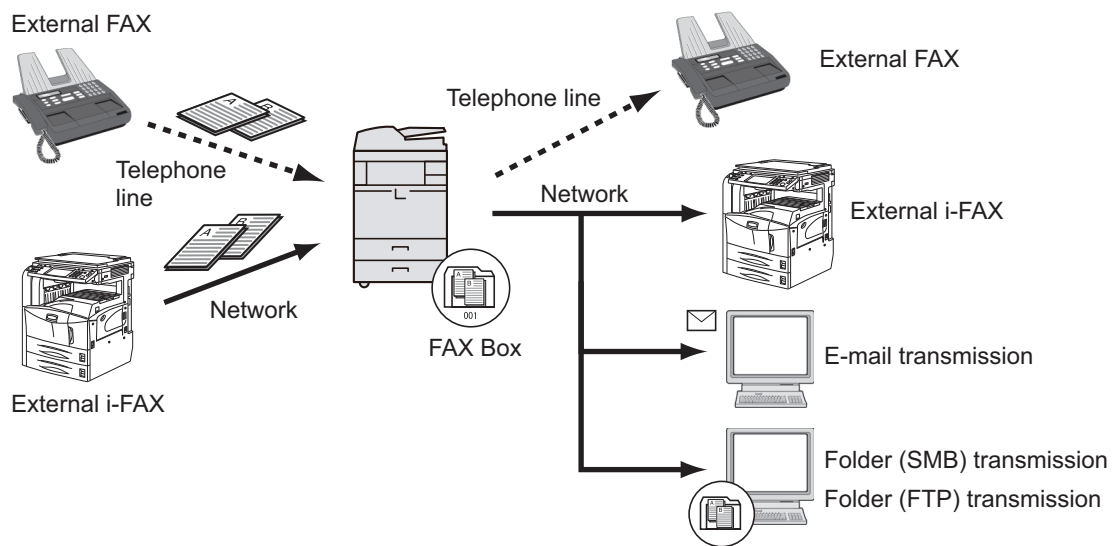 External FAX
External FAX
Telephone line
A
B
Telephone
line
Network
External i-FAX
A
B
Network
A
B
001
FAX Box
E-mail transmission
External i-FAX
Folder (SMB) transmission
Folder (FTP) transmission
A
B